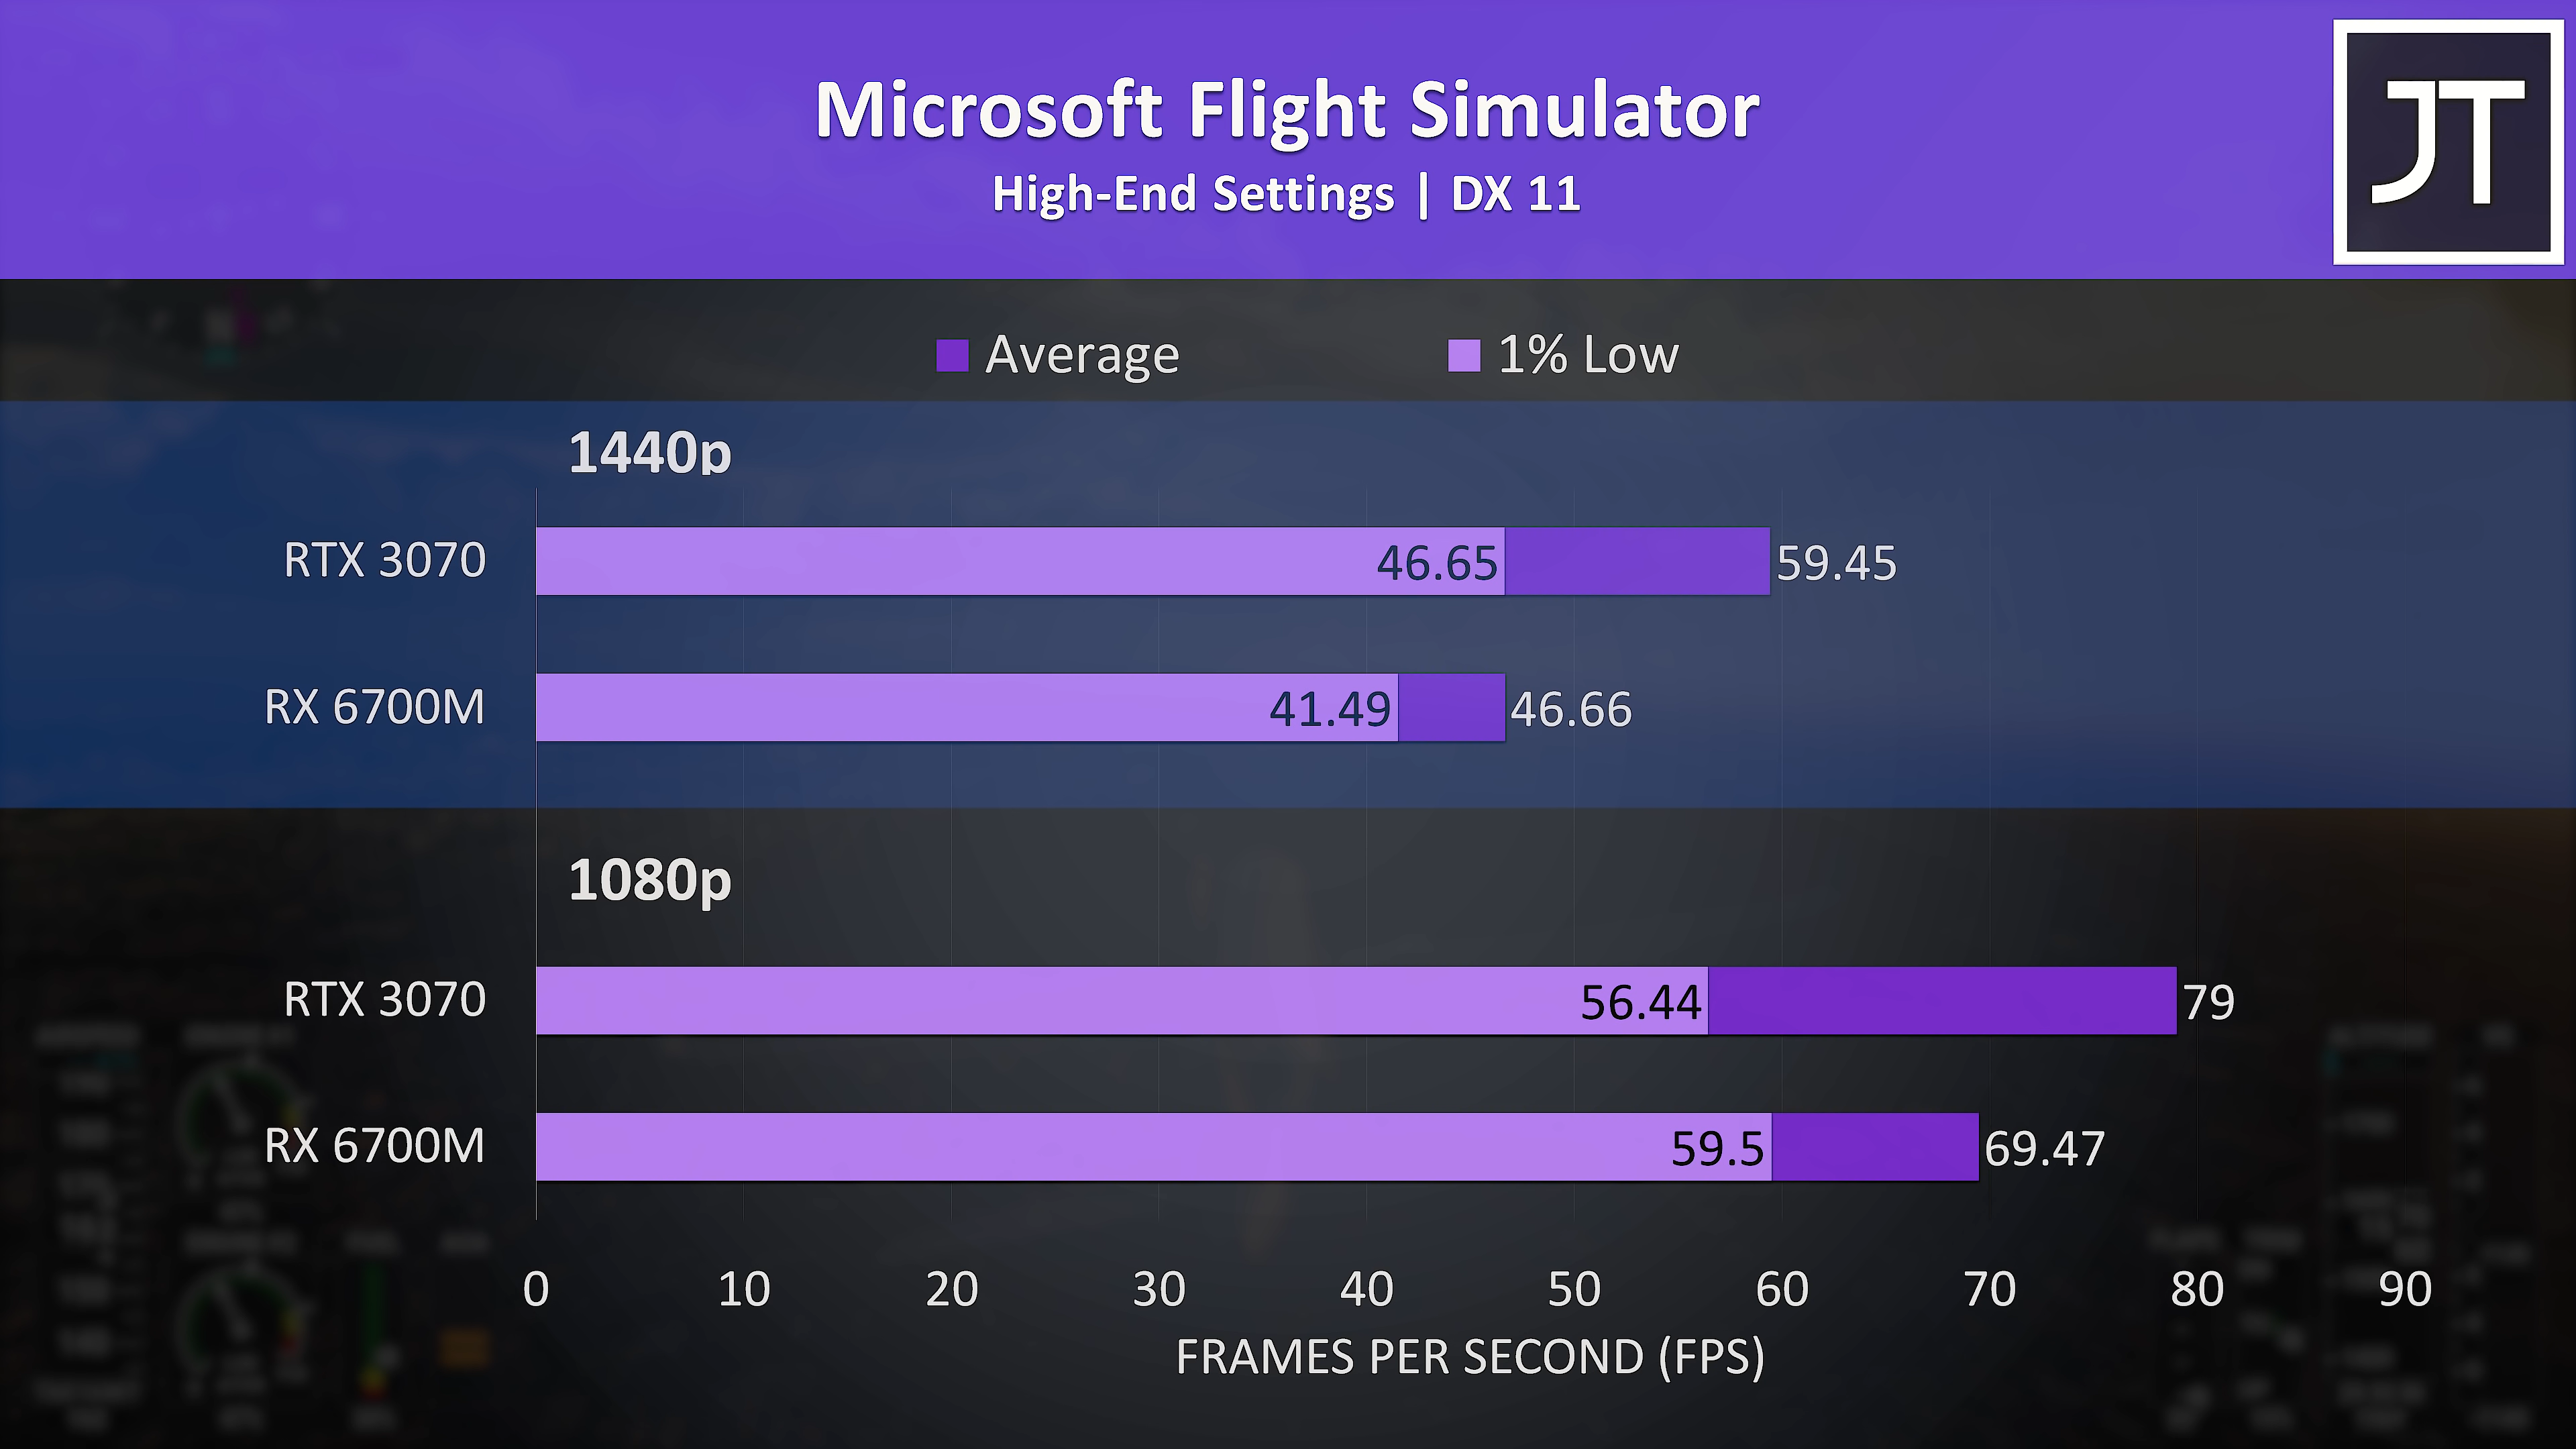 Microsoft Flight Simulator
High-End Settings | DX 11
JT
Average
1% Low
1440p
RTX 3070
46.65
59.45
RX 6700M
41.49
46.66
1080p
RTX 3070
56.44
79
RX 6700M
59.5
69.47
0 10 20 30 40 50 60 70 80 90
FRAMES PER SECOND (FPS)